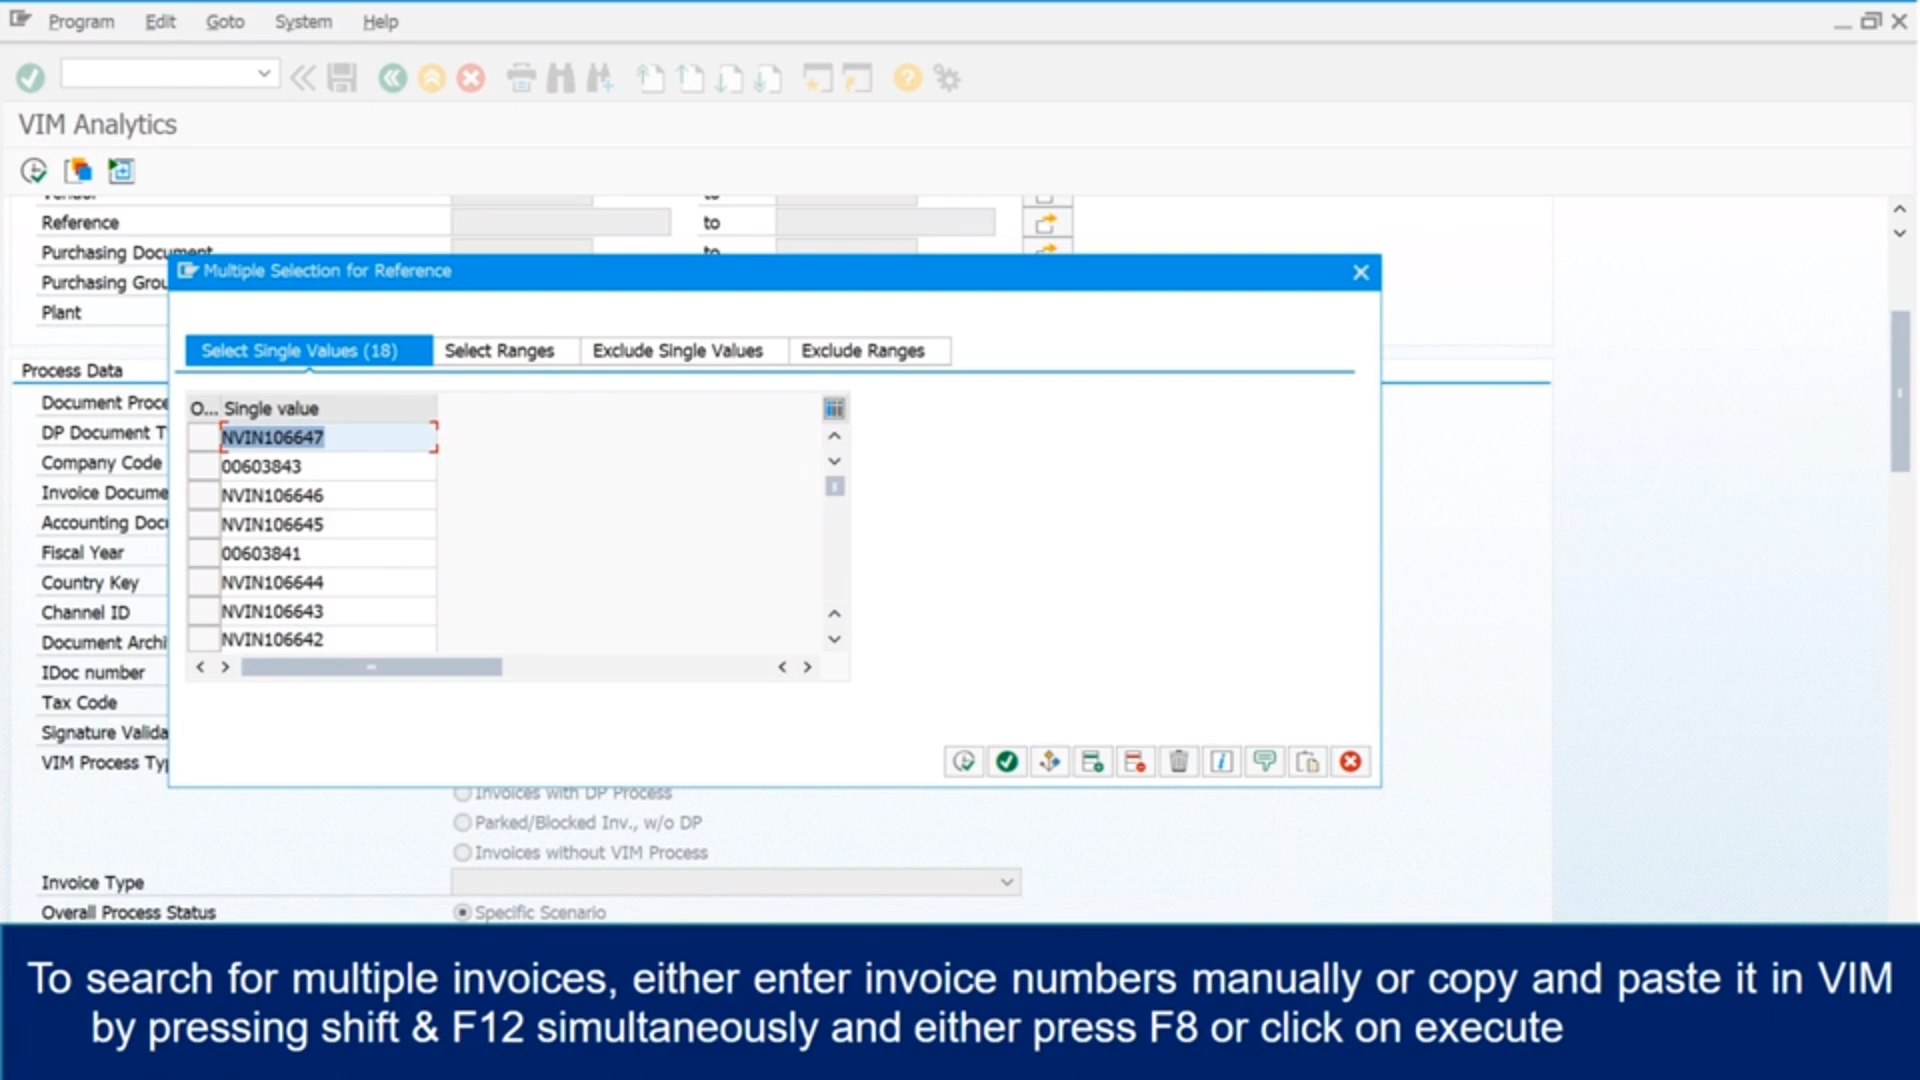 Program Edit Goto System Help
VIM Analytics
Vendor to
Reference to
Purchasing Document to
Multiple Selection for Reference
Purchasing Grou
Plant
Select Single Values (18) Select Ranges Exclude Single Values Exclude Ranges
Process Data
Document Proce
O... Single value
DP Document T
NVIN106647
Company Code
00603843
Invoice Docume
NVIN106646
Accounting Docu
NVIN106645
Fiscal Year
00603841
Country Key
NVIN106644
Channel ID
NVIN106643
Document Archi
NVIN106642
IDoc number
Tax Code
Signature Valida
VIM Process Typ
Invoices with DP Process
Parked/Blocked Inv., w/o DP
Invoices without VIM Process
Invoice Type
Overall Process Status Specific Scenario
To search for multiple invoices, either enter invoice numbers manually or copy and paste it in VIM
by pressing shift & F12 simultaneously and either press F8 or click on execute